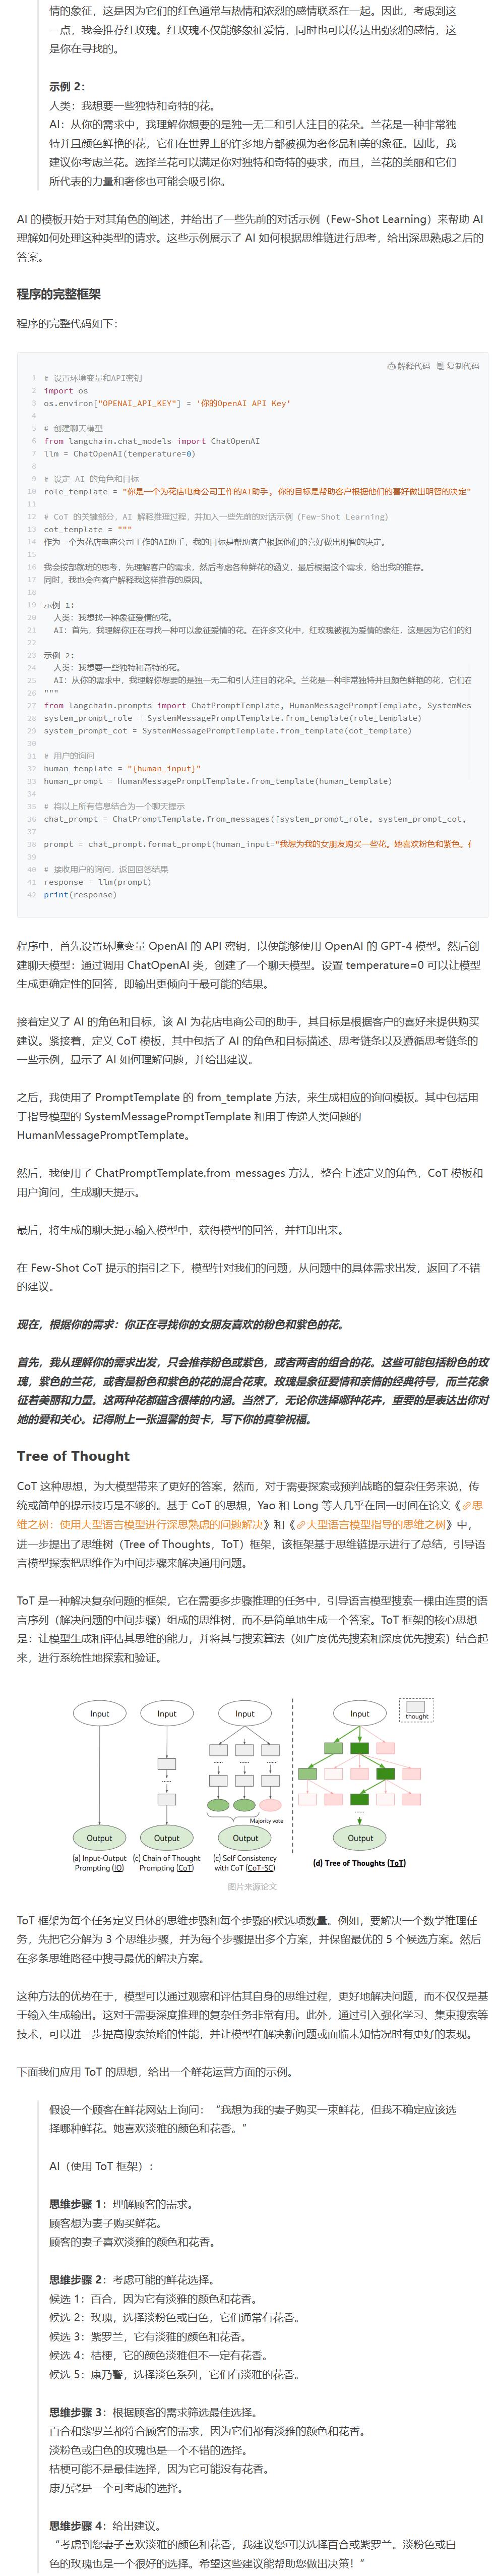 情的象征，这是因为它们的红色通常与热情和浓烈的感情联系在一起。因此，考虑到这
一点，我会推荐红玫瑰。红玫瑰不仅能够象征爱情，同时也可以传达出强烈的感情，这
是你在寻找的。
示例 2：
人类：我想要一些独特和奇特的花。
AI：从你的需求中，我理解你想要的是独一无二和引人注目的花朵。兰花是一种非常独
特并且颜色鲜艳的花，它们在世界上的许多地方都被视为奢侈品和美的象征。因此，我
建议你考虑兰花。选择兰花可以满足你对独特和奇特的要求，而且，兰花的美丽和它们
所代表的力量和奢侈也可能会吸引你。
AI 的模板开始于对其角色的阐述，并给出了一些先前的对话示例（Few-Shot Learning）来帮助 AI
理解如何处理这种类型的请求。这些示例展示了 AI 如何根据思维链进行思考，给出深思熟虑之后的
答案。
程序的完整框架
程序的完整代码如下：
解释代码 复制代码
1 # 设置环境变量和API密钥
2 import os
3 os.environ["OPENAI_API_KEY"] = '你的OpenAI API Key'
4
5 # 创建聊天模型
6 from langchain.chat_models import ChatOpenAI
7 llm = ChatOpenAI(temperature=0)
8
9 # 设定 AI 的角色和目标
10 role_template = "你是一个为花店电商公司工作的AI助手, 你的目标是帮助客户根据他们的喜好做出明智的决定"
11
12 # CoT 的关键部分，AI 解释推理过程，并加入一些先前的对话示例（Few-Shot Learning）
13 cot_template = """
14 作为一个为花店电商公司工作的AI助手，我的目标是帮助客户根据他们的喜好做出明智的决定。
15
16 我会按部就班的思考，先理解客户的需求，然后考虑各种鲜花的涵义，最后根据这个需求，给出我的推荐。
17 同时，我也会向客户解释我这样推荐的原因。
18
19 示例 1:
20 人类：我想找一种象征爱情的花。
21 AI：首先，我理解你正在寻找一种可以象征爱情的花。在许多文化中，红玫瑰被视为爱情的象征，这是因为它们的红
22
23 示例 2:
24 人类：我想要一些独特和奇特的花。
25 AI：从你的需求中，我理解你想要的是独一无二和引人注目的花朵。兰花是一种非常独特并且颜色鲜艳的花，它们在
26 """
27 from langchain.prompts import ChatPromptTemplate, HumanMessagePromptTemplate, SystemMes
28 system_prompt_role = SystemMessagePromptTemplate.from_template(role_template)
29 system_prompt_cot = SystemMessagePromptTemplate.from_template(cot_template)
30
31 # 用户的询问
32 human_template = "{human_input}"
33 human_prompt = HumanMessagePromptTemplate.from_template(human_template)
34
35 # 将以上所有信息结合为一个聊天提示
36 chat_prompt = ChatPromptTemplate.from_messages([system_prompt_role, system_prompt_cot,
37
38 prompt = chat_prompt.format_prompt(human_input="我想为我的女朋友购买一些花。她喜欢粉色和紫色。
39
40 # 接收用户的询问，返回回答结果
41 response = llm(prompt)
42 print(response)
程序中，首先设置环境变量 OpenAI 的 API 密钥，以便能够使用 OpenAI 的 GPT-4 模型。然后创
建聊天模型：通过调用 ChatOpenAI 类，创建了一个聊天模型。设置 temperature=0 可以让模型
生成更确定性的回答，即输出更倾向于最可能的结果。
接着定义了 AI 的角色和目标，该 AI 为花店电商公司的助手，其目标是根据客户的喜好来提供购买
建议。紧接着，定义 CoT 模板，其中包括了 AI 的角色和目标描述、思考链条以及遵循思考链条的
一些示例，显示了 AI 如何理解问题，并给出建议。
之后，我使用了 PromptTemplate 的 from_template 方法，来生成相应的询问模板。其中包括用
于指导模型的 SystemMessagePromptTemplate 和用于传递人类问题的
HumanMessagePromptTemplate。
然后，我使用了 ChatPromptTemplate.from_messages 方法，整合上述定义的角色，CoT 模板和
用户询问，生成聊天提示。
最后，将生成的聊天提示输入模型中，获得模型的回答，并打印出来。
在 Few-Shot CoT 提示的指引之下，模型针对我们的问题，从问题中的具体需求出发，返回了不错
的建议。
现在，根据你的需求：你正在寻找你的女朋友喜欢的粉色和紫色的花。
首先，我从理解你的需求出发，只会推荐粉色或紫色，或者两者的组合的花。这些可能包括粉色的玫
瑰，紫色的兰花，或者是粉色和紫色的花的混合花束。玫瑰是象征爱情和亲情的经典符号，而兰花象
征着美丽和力量。这两种花都蕴含很棒的内涵。当然了，无论你选择哪种花卉，重要的是表达出你对
她的爱和关心。记得附上一张温馨的贺卡，写下你的真挚祝福。
Tree of Thought
CoT 这种思想，为大模型带来了更好的答案，然而，对于需要探索或预判战略的复杂任务来说，传
统或简单的提示技巧是不够的。基于 CoT 的思想，Yao 和 Long 等人几乎在同一时间在论文《思
维之树：使用大型语言模型进行深思熟虑的问题解决》和《大型语言模型指导的思维之树》中，
进一步提出了思维树（Tree of Thoughts，ToT）框架，该框架基于思维链提示进行了总结，引导语
言模型探索把思维作为中间步骤来解决通用问题。
ToT 是一种解决复杂问题的框架，它在需要多步骤推理的任务中，引导语言模型搜索一棵由连贯的语
言序列（解决问题的中间步骤）组成的思维树，而不是简单地生成一个答案。ToT 框架的核心思想
是：让模型生成和评估其思维的能力，并将其与搜索算法（如广度优先搜索和深度优先搜索）结合起
来，进行系统性地探索和验证。
Input Input Input Input
thought
Majority vote
Output Output Output Output
(a) Input-Output
Prompting (IO)
(c) Chain of Thought
Prompting (CoT)
(c) Self Consistency
with CoT (CoT-SC)
(d) Tree of Thoughts (ToT)
图片来源论文
ToT 框架为每个任务定义具体的思维步骤和每个步骤的候选项数量。例如，要解决一个数学推理任
务，先把它分解为 3 个思维步骤，并为每个步骤提出多个方案，并保留最优的 5 个候选方案。然后
在多条思维路径中搜寻最优的解决方案。
这种方法的优势在于，模型可以通过观察和评估其自身的思维过程，更好地解决问题，而不仅仅是基
于输入生成输出。这对于需要深度推理的复杂任务非常有用。此外，通过引入强化学习、集束搜索等
技术，可以进一步提高搜索策略的性能，并让模型在解决新问题或面临未知情况时有更好的表现。
下面我们应用 ToT 的思想，给出一个鲜花运营方面的示例。
假设一个顾客在鲜花网站上询问：“我想为我的妻子购买一束鲜花，但我不确定应该选
择哪种鲜花。她喜欢淡雅的颜色和花香。”
AI（使用 ToT 框架）：
思维步骤 1：理解顾客的需求。
顾客想为妻子购买鲜花。
顾客的妻子喜欢淡雅的颜色和花香。
思维步骤 2：考虑可能的鲜花选择。
候选 1：百合，因为它有淡雅的颜色和花香。
候选 2：玫瑰，选择淡粉色或白色，它们通常有花香。
候选 3：紫罗兰，它有淡雅的颜色和花香。
候选 4：桔梗，它的颜色淡雅但不一定有花香。
候选 5：康乃馨，选择淡色系列，它们有淡雅的花香。
思维步骤 3：根据顾客的需求筛选最佳选择。
百合和紫罗兰都符合顾客的需求，因为它们都有淡雅的颜色和花香。
淡粉色或白色的玫瑰也是一个不错的选择。
桔梗可能不是最佳选择，因为它可能没有花香。
康乃馨是一个可考虑的选择。
思维步骤 4：给出建议。
“考虑到您妻子喜欢淡雅的颜色和花香，我建议您可以选择百合或紫罗兰。淡粉色或白
色的玫瑰也是一个很好的选择。希望这些建议能帮助您做出决策！”